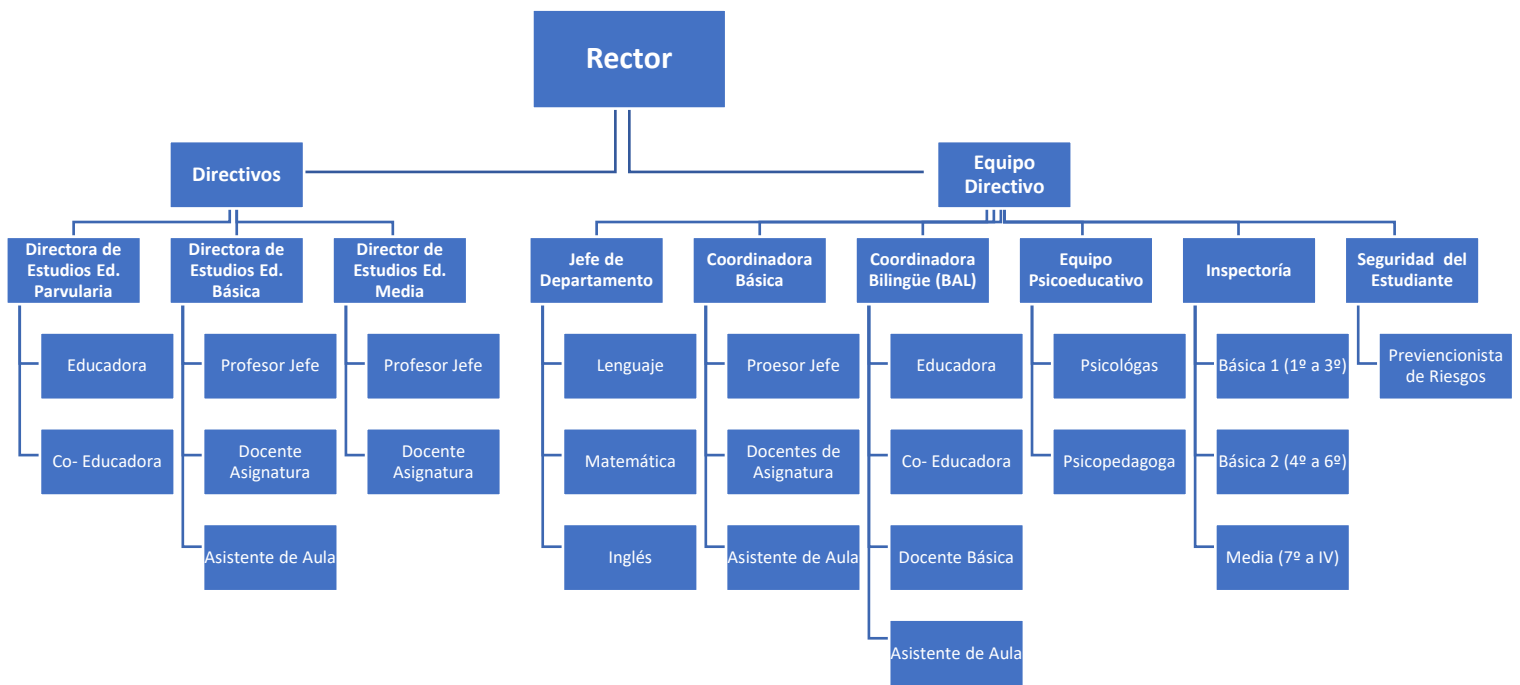 Rector
Directivos
Equipo
Directivo
Directora de
Estudios Ed.
Parvularia
Directora de
Estudios Ed.
Básica
Director de
Estudios Ed.
Media
Jefe de
Departamento
Coordinadora
Básica
Coordinadora
Bilingüe (BAL)
Equipo
Psicoeducativo
Inspectoría
Seguridad del
Estudiante
Educadora
Profesor Jefe
Profesor Jefe
Lenguaje
Proesor Jefe
Educadora
Psicológas
Básica 1 (1º a 3º)
Previencionista
de Riesgos
Co- Educadora
Docente
Asignatura
Docente
Asignatura
Matemática
Docentes de
Asignatura
Co- Educadora
Psicopedagoga
Básica 2 (4º a 6º)
Asistente de Aula
Inglés
Asistente de Aula
Docente Básica
Media (7º a IV)
Asistente de Aula